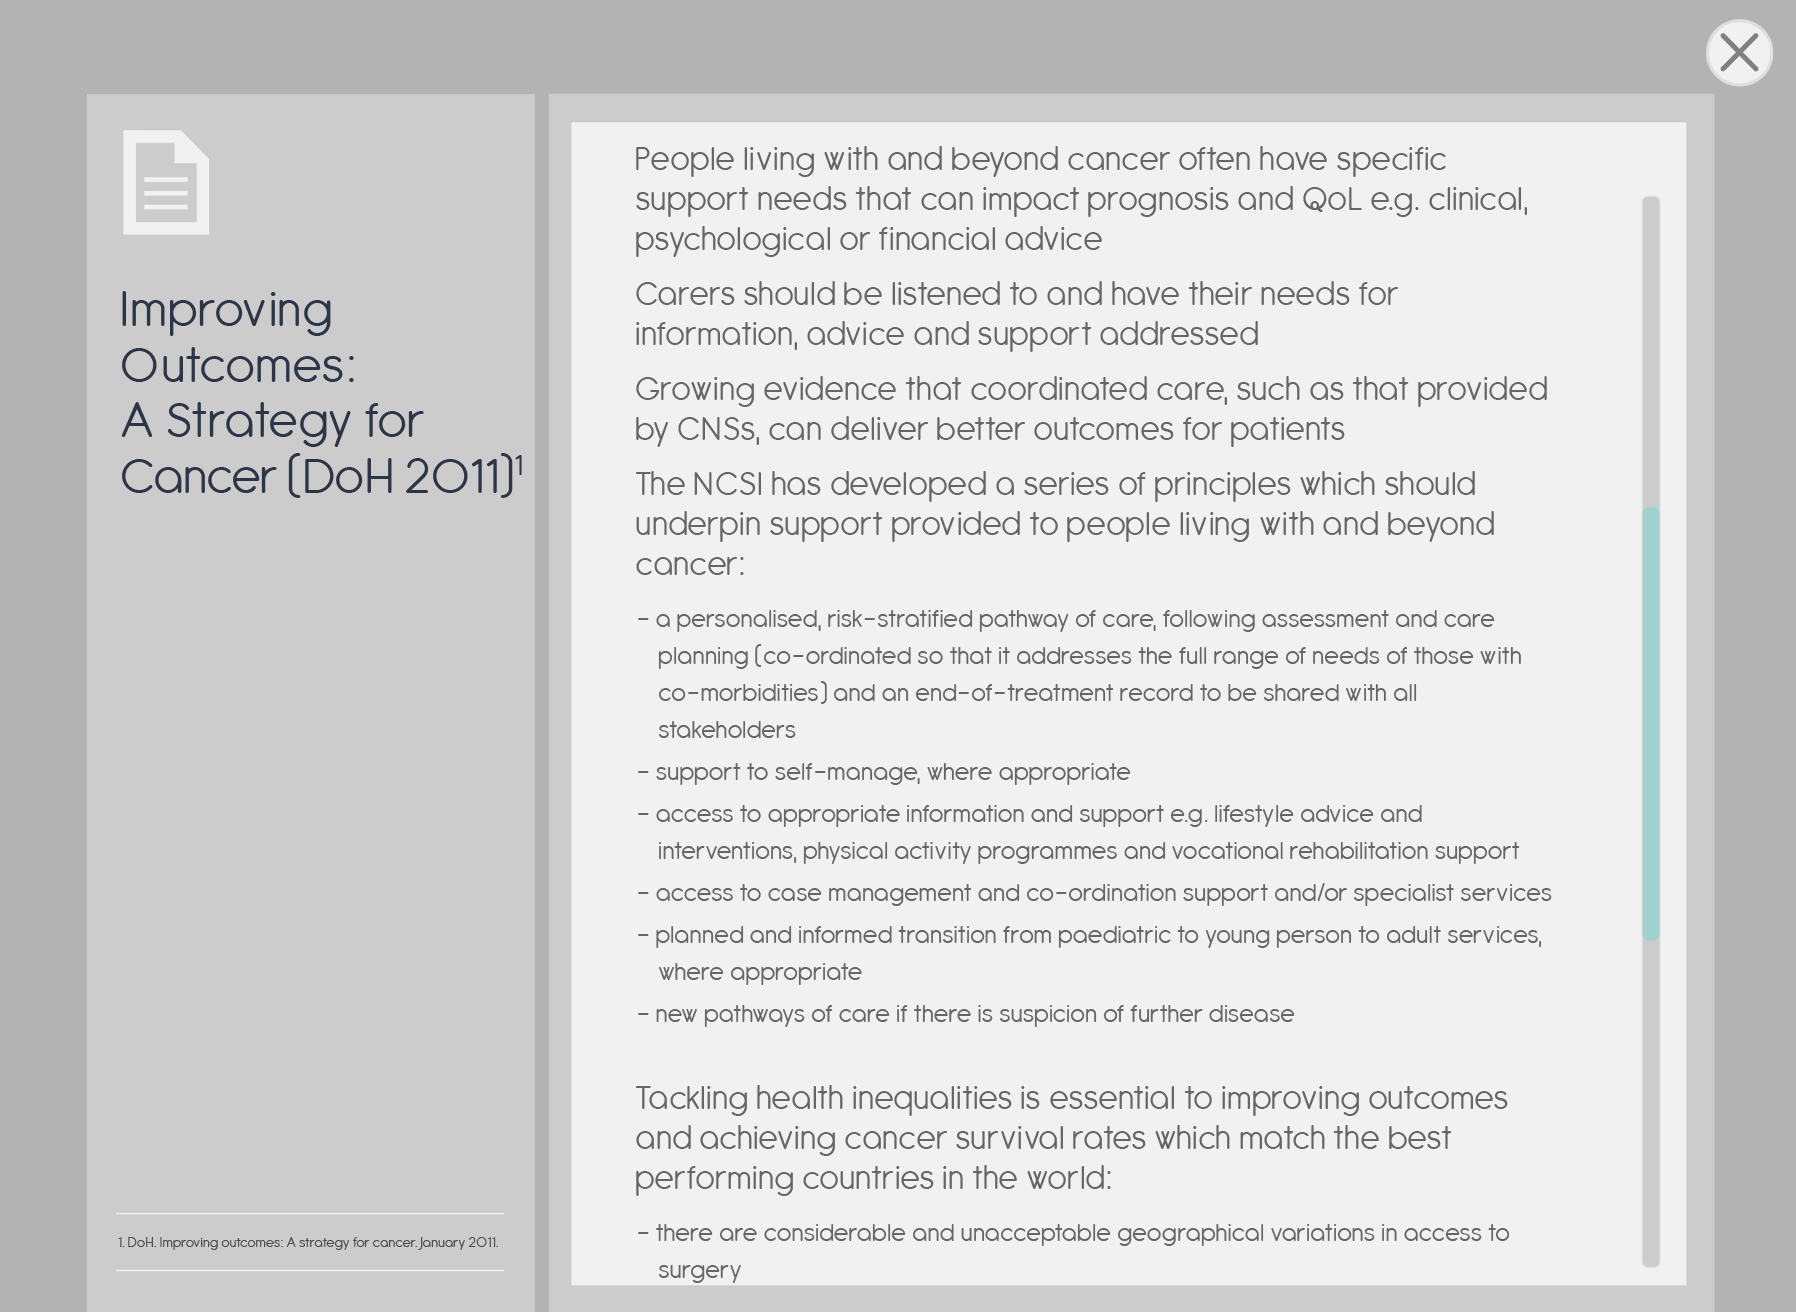 Improving
Outcomes:
A Strategy for
Cancer (DoH 2011)¹
1. DoH. Improving outcomes: A strategy for cancer. January 2011.
People living with and beyond cancer often have specific
support needs that can impact prognosis and QoL e.g. clinical,
psychological or financial advice
Carers should be listened to and have their needs for
information, advice and support addressed
Growing evidence that coordinated care, such as that provided
by CNSs, can deliver better outcomes for patients
The NCSI has developed a series of principles which should
underpin support provided to people living with and beyond
cancer:
- a personalised, risk-stratified pathway of care, following assessment and care
planning (co-ordinated so that it addresses the full range of needs of those with
co-morbidities) and an end-of-treatment record to be shared with all
stakeholders
- support to self-manage, where appropriate
- access to appropriate information and support e.g. lifestyle advice and
interventions, physical activity programmes and vocational rehabilitation support
- access to case management and co-ordination support and/or specialist services
- planned and informed transition from paediatric to young person to adult services,
where appropriate
- new pathways of care if there is suspicion of further disease
Tackling health inequalities is essential to improving outcomes
and achieving cancer survival rates which match the best
performing countries in the world:
- there are considerable and unacceptable geographical variations in access to
surgery